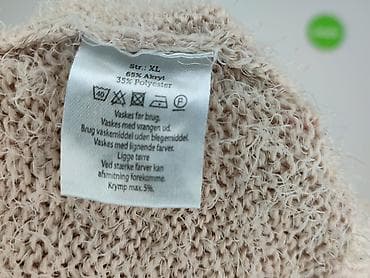 Str.: XL
65% Akryl
35% Polyester
40
P
Vaskes før brug.
Vaskes med vrangen ud.
Brug vaskemiddel uden blegemiddel.
Vaskes med lignende farver.
Ligge tørre
Ved stærke farver kan
afsmitning forekomme.
Krymp max.5%.